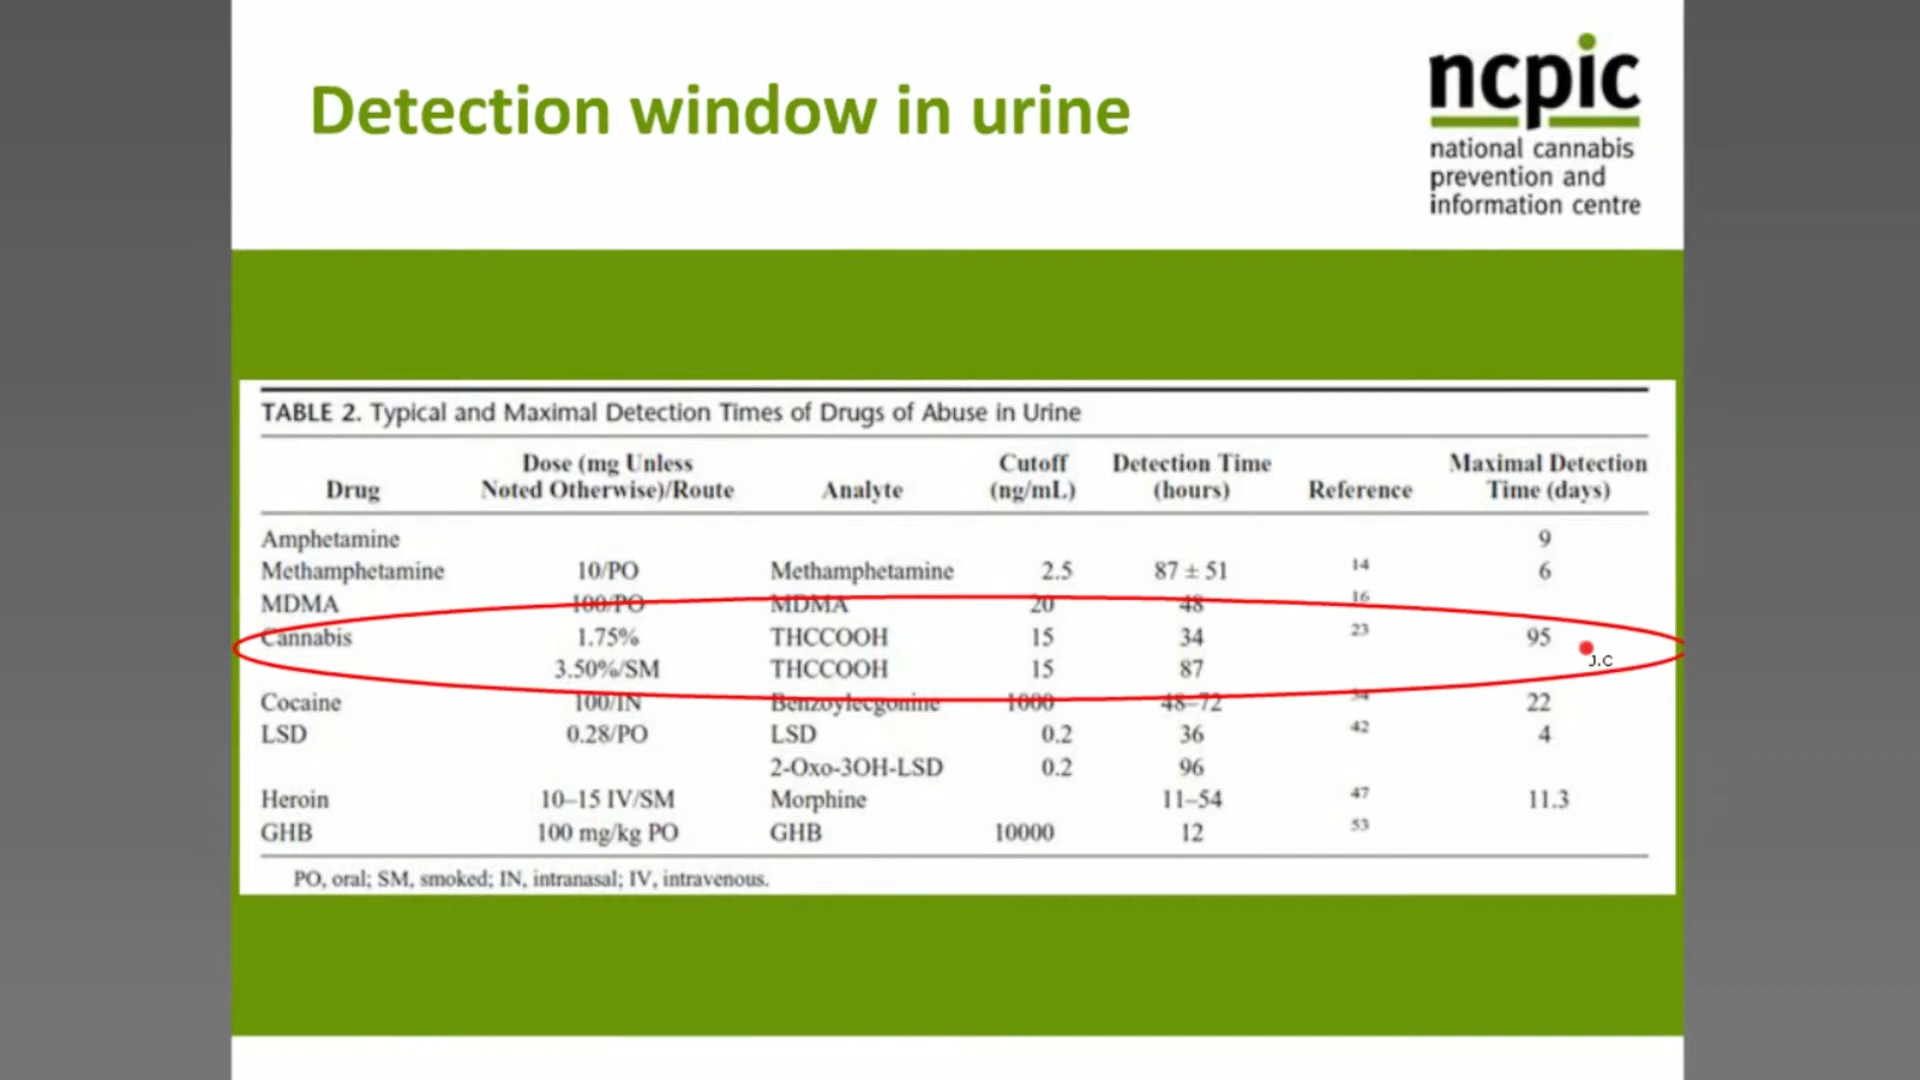 Detection window in urine
ncpic
national cannabis
prevention and
information centre
TABLE 2. Typical and Maximal Detection Times of Drugs of Abuse in Urine
Drug Dose (mg Unless Noted Otherwise)/Route Analyte Cutoff (ng/mL) Detection Time (hours) Reference Maximal Detection Time (days)
Amphetamine 9
Methamphetamine 10/PO Methamphetamine 2.5 87 ± 51 14 6
MDMA 100/PO MDMA 20 48 16
Cannabis 1.75% THCCOOH 15 34 23 95
3.50%/SM THCCOOH 15 87
J.C
Cocaine 100/IN Benzoylecgonine 1000 48–72 34 22
LSD 0.28/PO LSD 0.2 36 42 4
2-Oxo-3OH-LSD 0.2 96
Heroin 10–15 IV/SM Morphine 11–54 47 11.3
GHB 100 mg/kg PO GHB 10000 12 53
PO, oral; SM, smoked; IN, intranasal; IV, intravenous.